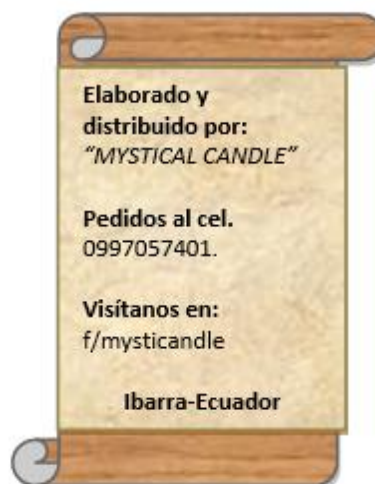 Elaborado y
distribuido por:
“MYSTICAL CANDLE”
Pedidos al cel.
0997057401.
Visítanos en:
f/mysticandle
Ibarra-Ecuador